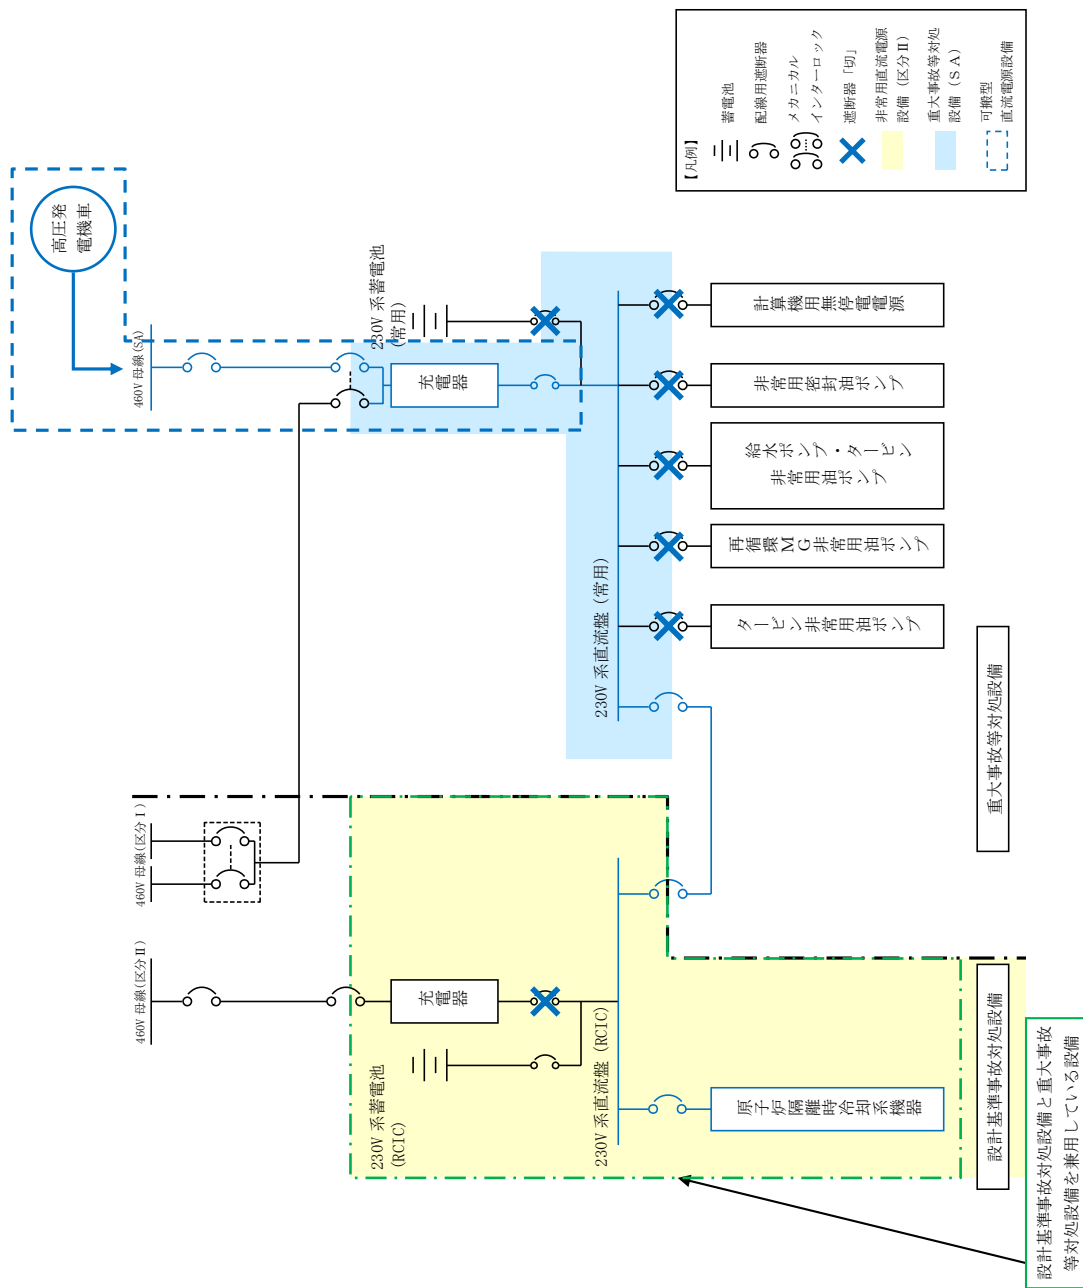 設計基準事故対処設備と重大事故
等対処設備を兼用している設備
460V 母線(区分Ⅱ)
充電器
230V 系蓄電池
(RCIC)
230V 系直流盤 (RCIC)
原子炉隔離時冷却系機器
設計基準事故対処設備
460V 母線(区分Ⅰ)
重大事故等対処設備
高圧発
電機車
460V 母線(SA)
230V 系蓄電池
(常用)
充電器
230V 系直流盤 (常用)
タービン非常用油ポンプ
再循環MG非常用油ポンプ
給水ポンプ・タービン
非常用油ポンプ
非常用密封油ポンプ
計算機用無停電電源
【凡例】
蓄電池
配線用遮断器
メカニカル
インターロック
遮断器「切」
非常用直流電源
設備 (区分Ⅱ)
重大事故等対処
設備 (SA)
可搬型
直流電源設備